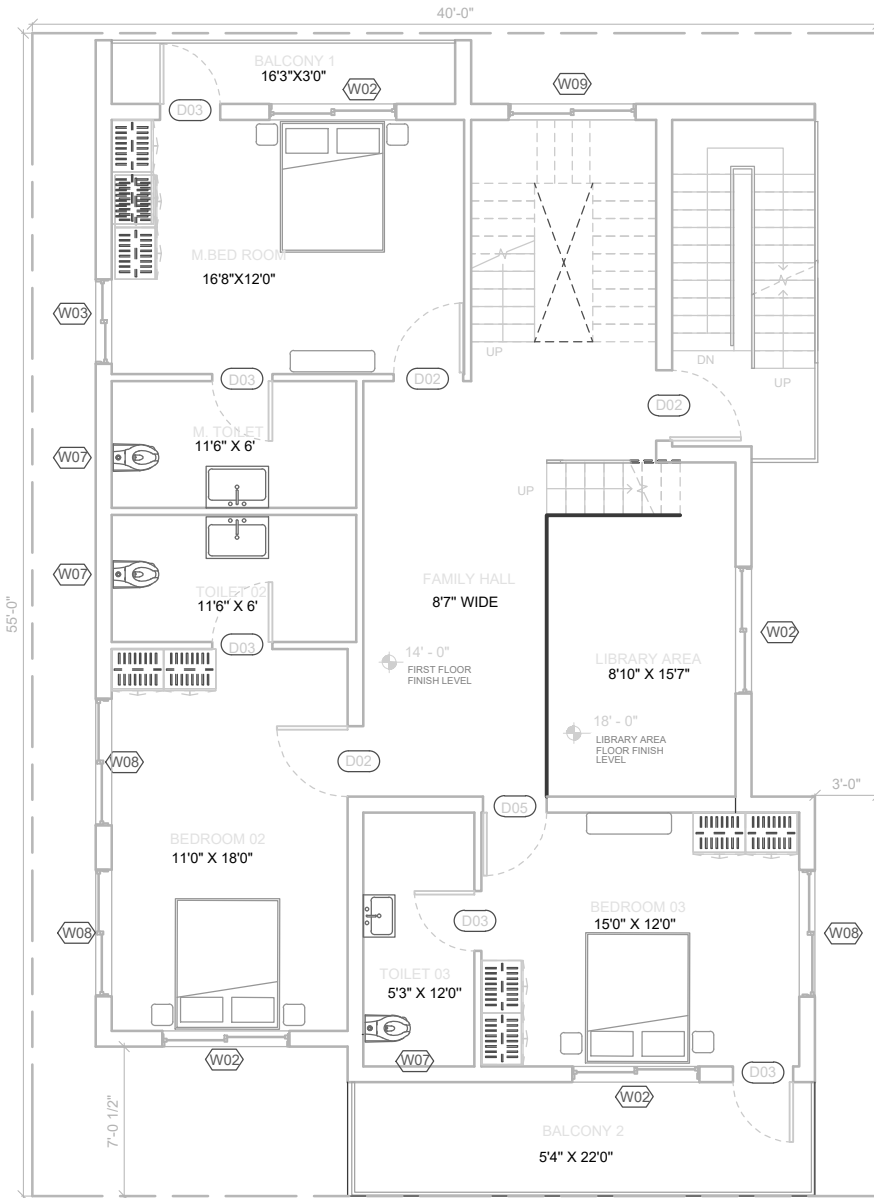 40'-0"
BALCONY 1
16'3"X3'0"
W02
W09
D03
M.BED ROOM
16'8"X12'0"
W03
UP
DN
UP
D03
D02
D02
M. TOILET
11'6" X 6'
W07
UP
W07
TOILET 02
11'6" X 6'
FAMILY HALL
8'7" WIDE
55'-0"
D03
W02
14' - 0"
FIRST FLOOR
FINISH LEVEL
LIBRARY AREA
8'10" X 15'7"
18' - 0"
LIBRARY AREA
FLOOR FINISH
LEVEL
W08
D02
3'-0"
D05
BEDROOM 02
11'0" X 18'0"
W08
D03
BEDROOM 03
15'0" X 12'0"
W08
TOILET 03
5'3" X 12'0"
W02
W07
D03
W02
7'-0 1/2"
BALCONY 2
5'4" X 22'0"